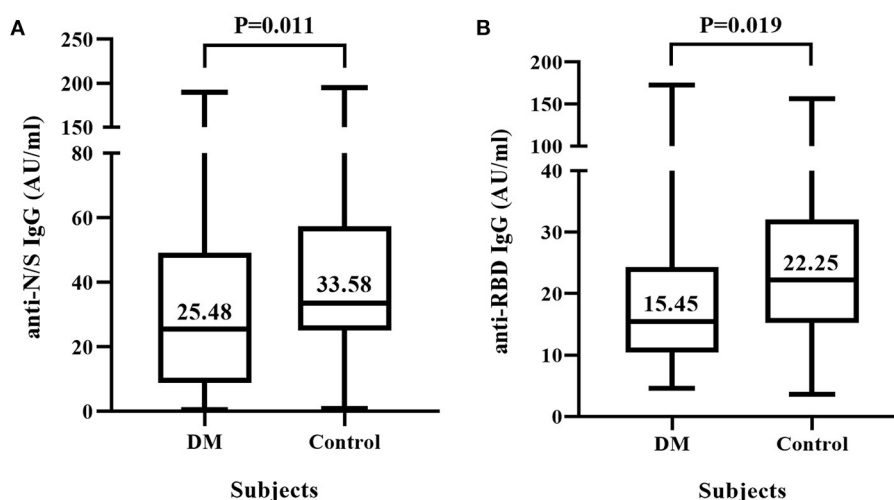 A
P=0.011
anti-N/S IgG (AU/ml)
250
200
150
80
60
40
20
0
25.48
33.58
DM
Control
Subjects
B
P=0.019
anti-RBD IgG (AU/ml)
200
150
100
40
30
20
10
0
15.45
22.25
DM
Control
Subjects